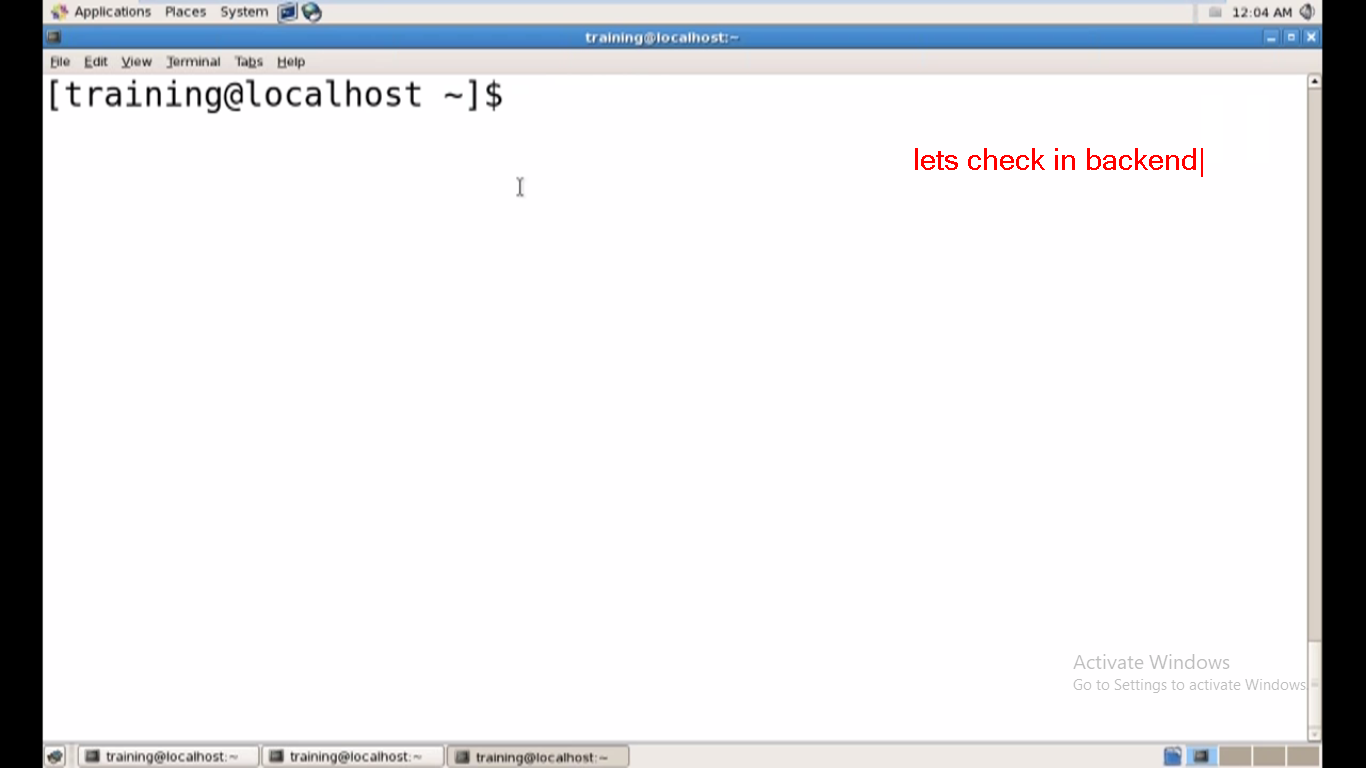 Applications Places System 12:04 AM
training@localhost:~
File Edit View Terminal Tabs Help
[training@localhost ~]$
lets check in backend
Activate Windows
Go to Settings to activate Windows.
training@localhost:~ training@localhost:~ training@localhost:~